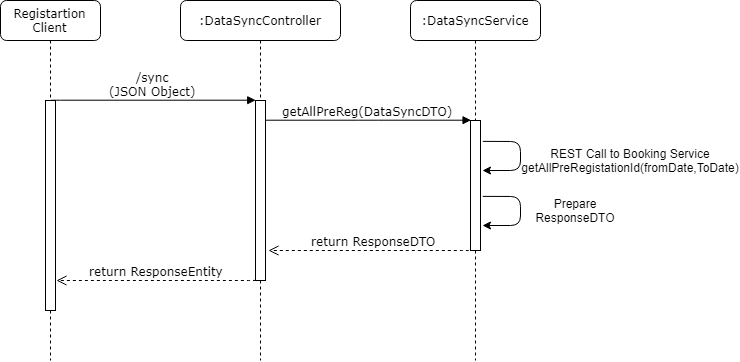 Registartion
Client
:DataSyncController
:DataSyncService
/sync
(JSON Object)
getAllPreReg(DataSyncDTO)
REST Call to Booking Service
getAllPreRegistationId(fromDate,ToDate)
Prepare
ResponseDTO
return ResponseDTO
return ResponseEntity